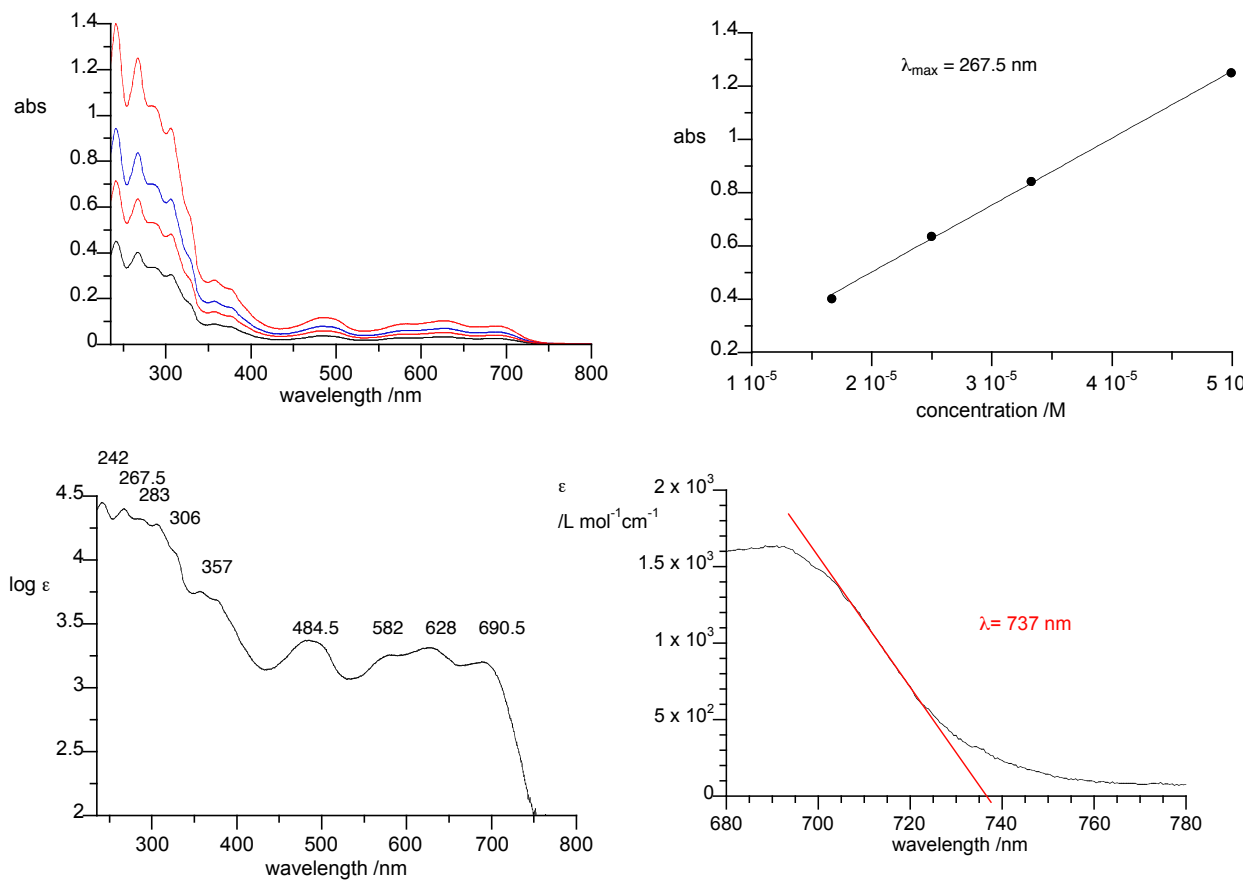 1.4
1.2
1
0.8
0.6
0.4
0.2
0
abs
300 400 500 600 700 800
wavelength /nm
1.4
1.2
1
0.8
0.6
0.4
0.2
abs
λmax = 267.5 nm
1 10⁻⁵ 2 10⁻⁵ 3 10⁻⁵ 4 10⁻⁵ 5 10
concentration /M
242
267.5
283
306
357
484.5 582 628 690.5
4.5
4
3.5
3
2.5
2
log ε
300 400 500 600 700 800
wavelength /nm
ε
/L mol⁻¹cm⁻¹
2 x 10³
1.5 x 10³
1 x 10³
5 x 10²
0
λ= 737 nm
680 700 720 740 760 780
wavelength /nm